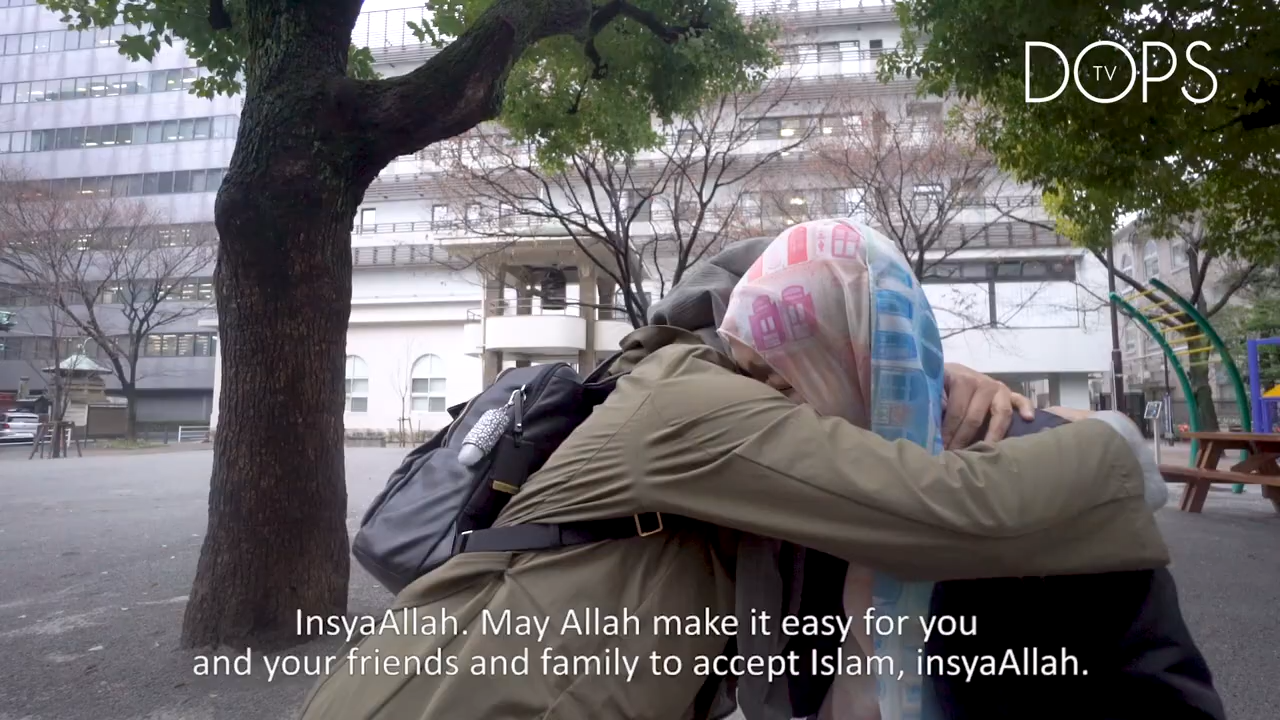 DOPS
TV
InsyaAllah. May Allah make it easy for you
and your friends and family to accept Islam, insyaAllah.